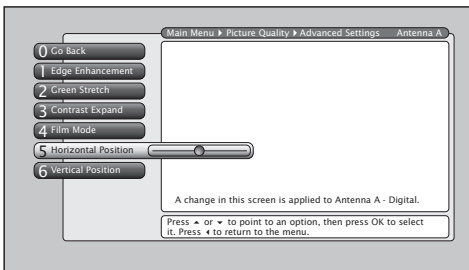 Main Menu ▸ Picture Quality ▸ Advanced Settings Antenna A
0 Go Back
1 Edge Enhancement
2 Green Stretch
3 Contrast Expand
4 Film Mode
5 Horizontal Position
6 Vertical Position
A change in this screen is applied to Antenna A - Digital.
Press ▲ or ▼ to point to an option, then press OK to select
it. Press ◀ to return to the menu.